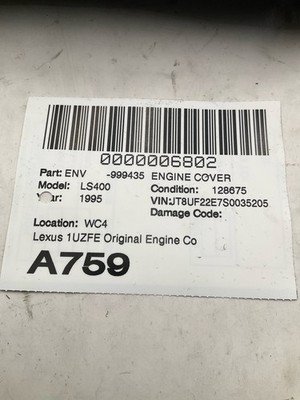 0000006802
Part: ENV -999435 ENGINE COVER
Model: LS400 Condition: 128675
Year: 1995 VIN:JT8UF22E7S0035205
Damage Code:
Location: WC4
Lexus 1UZFE Original Engine Co
A759